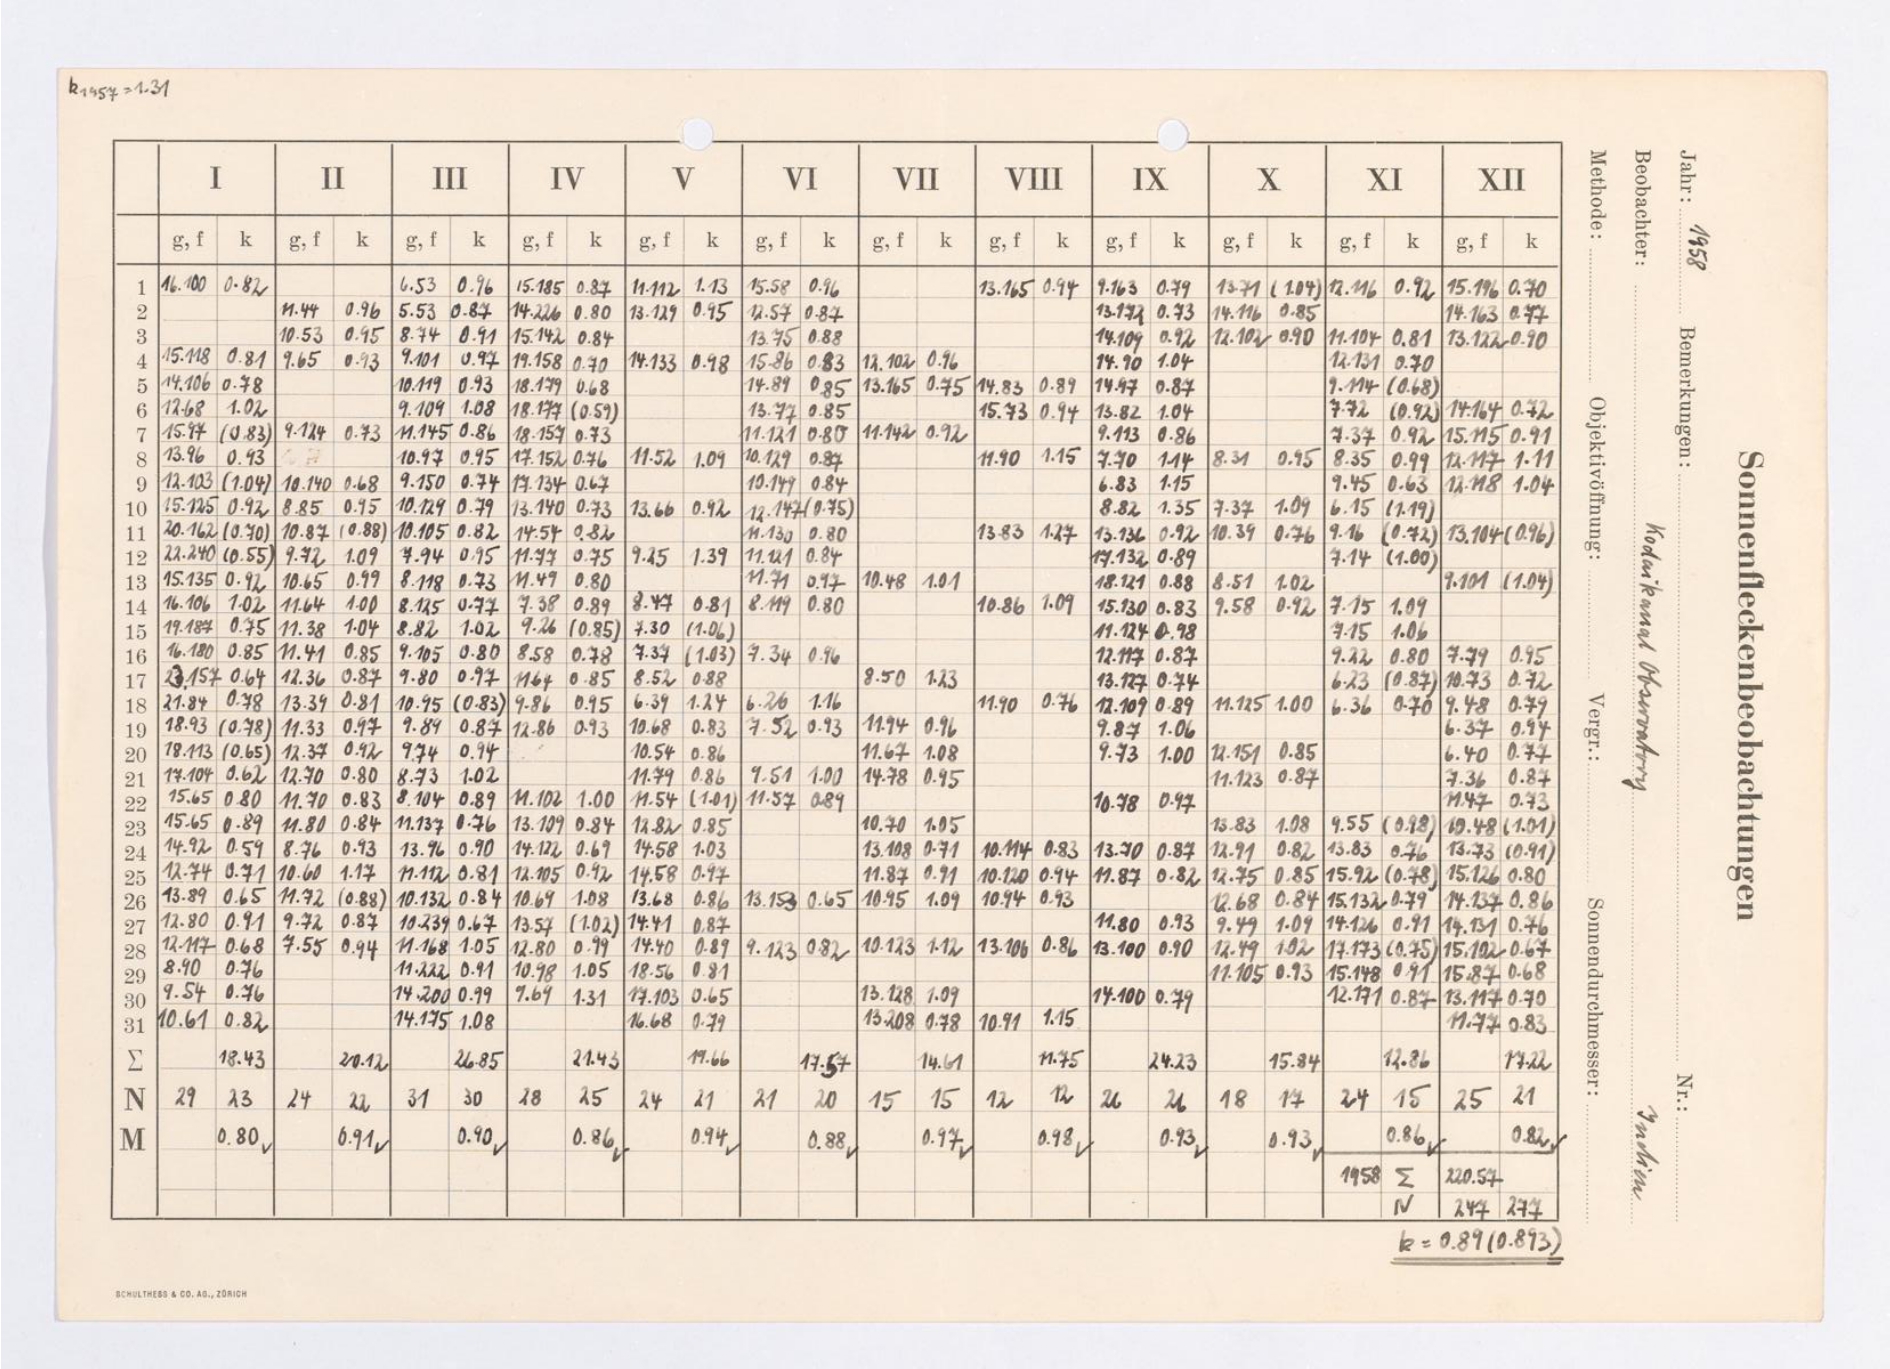 k1957=1.31
I II III IV V VI VII VIII IX X XI XII
g, f k g, f k g, f k g, f k g, f k g, f k g, f k g, f k g, f k g, f k g, f k g, f k
1 16.100 0.82 6.53 0.96 15.185 0.87 11.112 1.13 15.58 0.96 13.165 0.94 9.163 0.79 13.71 (1.04) 12.116 0.92 15.196 0.70
2 11.44 0.96 5.53 0.87 14.226 0.80 13.129 0.95 12.57 0.87 13.172 0.73 14.116 0.85 14.163 0.77
3 10.53 0.95 8.74 0.91 15.142 0.84 13.75 0.88 14.109 0.92 12.102 0.90 11.104 0.81 13.122 0.90
4 15.118 0.81 9.65 0.93 9.101 0.97 19.158 0.70 14.133 0.98 15.86 0.83 12.102 0.96 14.90 1.04 12.131 0.70
5 14.106 0.78 10.119 0.93 18.179 0.68 14.89 0.85 13.165 0.75 14.83 0.89 14.97 0.87 9.114 (0.68)
6 12.68 1.02 9.109 1.08 18.177 (0.59) 13.77 0.85 15.73 0.94 13.82 1.04 7.72 (0.92) 14.164 0.72
7 15.97 (0.83) 9.124 0.73 11.145 0.86 18.157 0.73 11.121 0.80 11.142 0.92 9.113 0.86 7.37 0.92 15.115 0.91
8 13.96 0.93 10.97 0.95 17.152 0.76 11.52 1.09 10.129 0.87 11.90 1.15 7.70 1.14 8.31 0.95 8.35 0.99 12.117 1.11
9 12.103 (1.04) 10.140 0.68 9.150 0.74 17.134 0.67 10.149 0.84 6.83 1.15 9.45 0.63 12.118 1.04
10 15.125 0.92 8.85 0.95 10.129 0.79 13.140 0.73 13.66 0.92 12.147 (0.75) 8.82 1.35 7.37 1.09 6.15 (1.19)
11 20.162 (0.70) 10.87 (0.88) 10.105 0.82 14.54 0.82 11.130 0.80 13.83 1.27 13.136 0.92 10.39 0.76 9.16 (0.72) 13.104 (0.96)
12 22.240 (0.55) 9.72 1.09 7.94 0.95 11.77 0.75 9.25 1.39 11.121 0.84 17.132 0.89 7.14 (1.00)
13 15.135 0.92 10.65 0.99 8.118 0.73 11.49 0.80 11.71 0.97 10.48 1.01 18.121 0.88 8.51 1.02 9.101 (1.04)
14 16.106 1.02 11.64 1.00 8.125 0.77 7.38 0.89 8.47 0.81 8.119 0.80 10.86 1.09 15.130 0.83 9.58 0.92 7.15 1.09
15 19.187 0.75 11.38 1.04 8.82 1.02 9.26 (0.85) 7.30 (1.06) 11.124 0.98 7.15 1.06
16 16.180 0.85 11.41 0.85 9.105 0.80 8.58 0.78 7.37 (1.03) 7.34 0.96 12.117 0.87 9.22 0.80 7.79 0.95
17 23.157 0.64 12.36 0.87 9.80 0.97 11.64 0.85 8.52 0.88 8.50 1.23 13.127 0.74 6.23 (0.87) 10.73 0.72
18 21.84 0.78 13.39 0.81 10.95 (0.83) 9.86 0.95 6.39 1.24 6.26 1.16 11.90 0.76 12.109 0.89 11.125 1.00 6.36 0.70 9.48 0.79
19 18.93 (0.78) 11.33 0.97 9.89 0.87 12.86 0.93 10.68 0.83 7.52 0.93 11.94 0.96 9.87 1.06 6.37 0.94
20 18.113 (0.65) 12.37 0.92 9.74 0.94 10.54 0.86 11.67 1.08 9.73 1.00 12.151 0.85 6.40 0.77
21 17.104 0.62 12.70 0.80 8.73 1.02 11.79 0.86 9.51 1.00 14.78 0.95 11.123 0.87 7.36 0.87
22 15.65 0.80 11.70 0.83 8.104 0.89 11.102 1.00 11.54 (1.01) 11.57 0.89 10.78 0.97 11.47 0.73
23 15.65 0.89 11.80 0.84 11.137 0.76 13.109 0.84 12.82 0.85 10.70 1.05 13.83 1.08 9.55 (0.98) 10.48 (1.01)
24 14.92 0.59 8.76 0.93 13.96 0.90 14.122 0.69 14.58 1.03 13.108 0.71 10.114 0.83 13.70 0.87 12.91 0.82 13.83 0.76 13.73 (0.91)
25 12.74 0.71 10.60 1.17 11.112 0.81 12.105 0.92 14.58 0.97 11.87 0.91 10.120 0.94 11.87 0.82 12.75 0.85 15.92 (0.78) 15.126 0.80
26 13.89 0.65 11.72 (0.88) 10.132 0.84 10.69 1.08 13.68 0.86 13.153 0.65 10.95 1.09 10.94 0.93 12.68 0.84 15.132 0.79 14.137 0.86
27 12.80 0.91 9.72 0.87 10.239 0.67 13.57 (1.02) 14.41 0.87 11.80 0.93 9.49 1.09 14.126 0.91 14.131 0.76
28 12.117 0.68 7.55 0.94 11.168 1.05 12.80 0.99 14.40 0.89 9.123 0.82 10.123 1.12 13.106 0.86 13.100 0.90 12.49 1.02 17.173 (0.75) 15.102 0.67
29 8.90 0.76 11.222 0.91 10.98 1.05 18.56 0.81 11.105 0.93 15.148 0.91 15.87 0.68
30 9.54 0.76 14.200 0.99 9.69 1.31 17.103 0.65 13.128 1.09 14.100 0.79 12.171 0.87 13.117 0.70
31 10.61 0.82 14.175 1.08 16.68 0.79 13.208 0.78 10.91 1.15 11.77 0.83
Σ 18.43 20.12 26.85 21.43 19.66 17.57 14.61 11.75 24.23 15.84 12.86 17.22
N 29 23 24 22 31 30 28 25 24 21 21 20 15 15 12 12 26 26 18 17 24 15 25 21
M 0.80✓ 0.91✓ 0.90✓ 0.86✓ 0.94✓ 0.88✓ 0.97✓ 0.98✓ 0.93✓ 0.93✓ 0.86✓ 0.82✓
1958 Σ 220.57
N 247 277
k = 0.89 (0.893)
SCHULTHESS & CO. AG., ZÜRICH
Sonnenfleckenbeobachtungen
Jahr: 1958 Bemerkungen: Nr.:
Beobachter: Kodaikanal Observatory Indien
Methode: Objektivöffnung: Vergr.: Sonnendurchmesser: